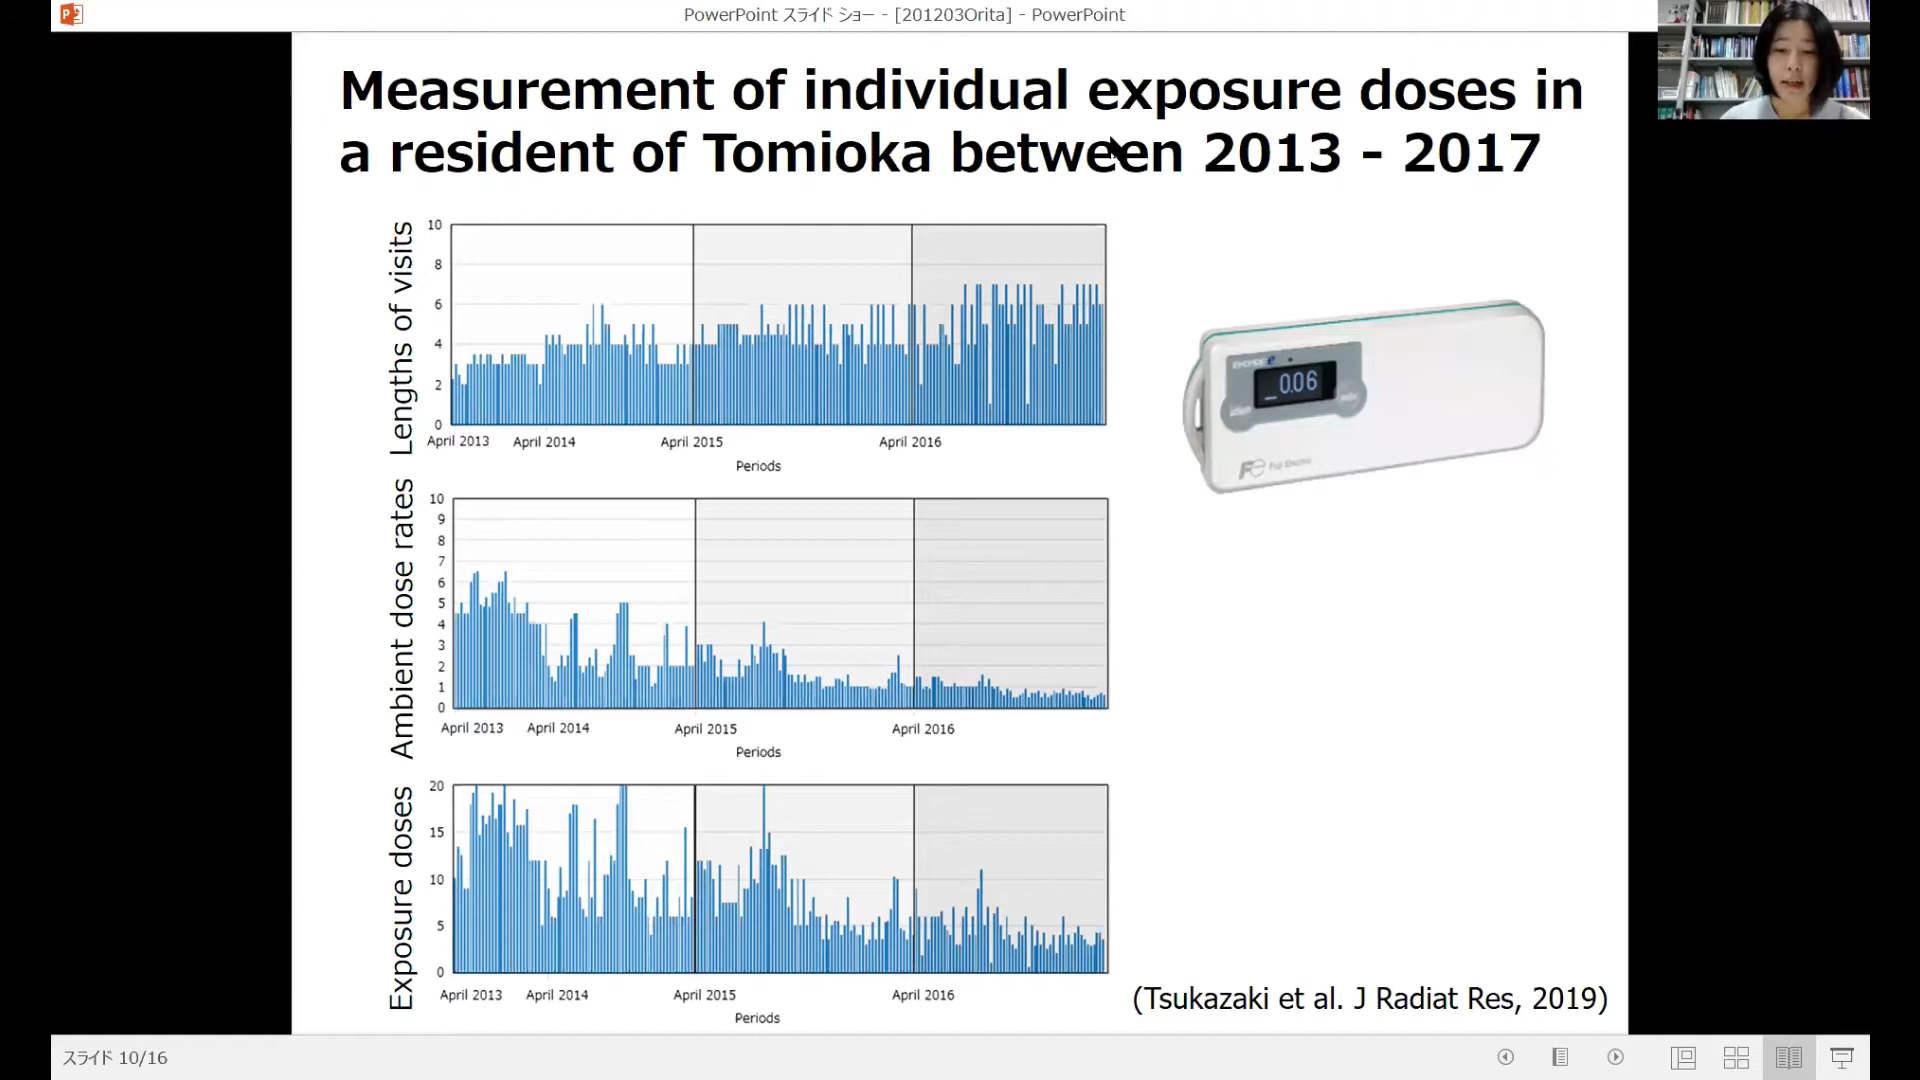 PowerPoint スライド ショー - [201203Orita] - PowerPoint
Measurement of individual exposure doses in
a resident of Tomioka between 2013 - 2017
Lengths of visits
10
8
6
4
2
0
April 2013 April 2014 April 2015 April 2016
Periods
Ambient dose rates
10
9
8
7
6
5
4
3
2
1
0
April 2013 April 2014 April 2015 April 2016
Periods
Exposure doses
20
15
10
5
0
April 2013 April 2014 April 2015 April 2016
Periods
0.06
Fuji Electric
(Tsukazaki et al. J Radiat Res, 2019)
スライド 10/16